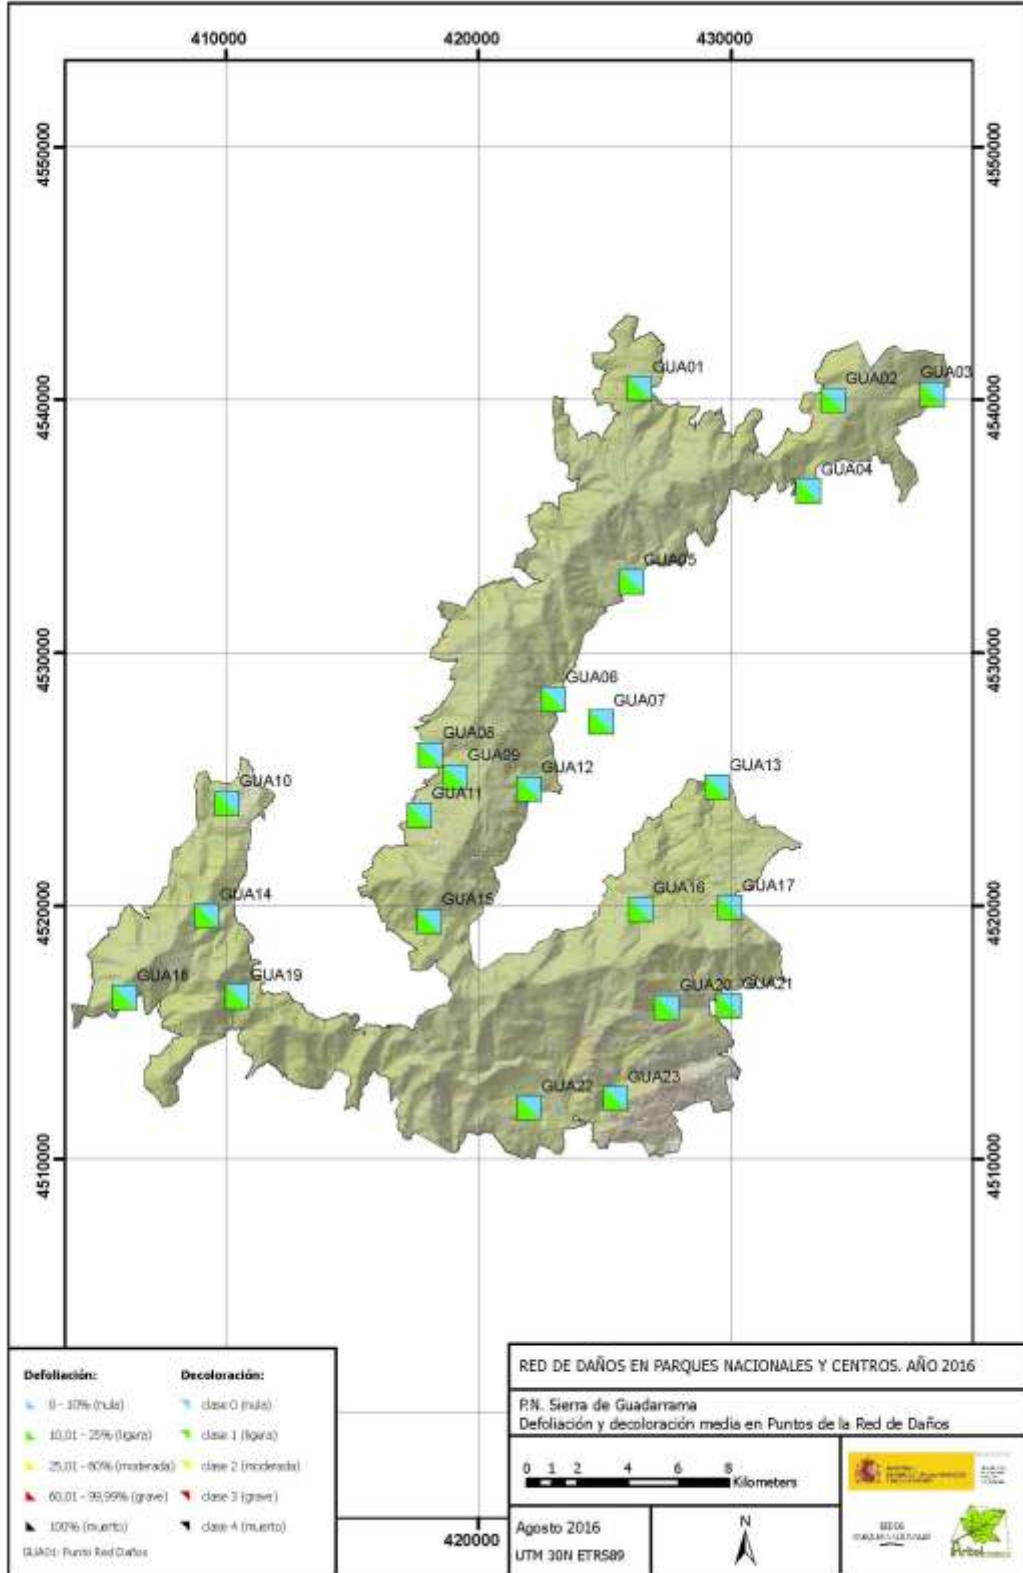 410000 420000 430000
4550000 4550000
GUA01
GUA02 GUA03
4540000 4540000
GUA04
GUA05
4530000 4530000
GUA06
GUA07
GUA08
GUA09
GUA12
GUA13
GUA10
GUA11
GUA14
GUA15
GUA16
GUA17
4520000 4520000
GUA18
GUA19
GUA20
GUA21
GUA22
GUA23
4510000 4510000
Defoliación: Decoloración:
0 - 10% (nula) clase 0 (nula)
10,01 - 25% (ligera) clase 1 (ligera)
25,01 - 60% (moderada) clase 2 (moderada)
60,01 - 99,99% (grave) clase 3 (grave)
100% (muerto) clase 4 (muerto)
GUA01: Punto Red Daños
420000
RED DE DAÑOS EN PARQUES NACIONALES Y CENTROS. AÑO 2016
P.N. Sierra de Guadarrama
Defoliación y decoloración media en Puntos de la Red de Daños
0 1 2 4 6 8
Kilometers
Agosto 2016
UTM 30N ETRS89
N